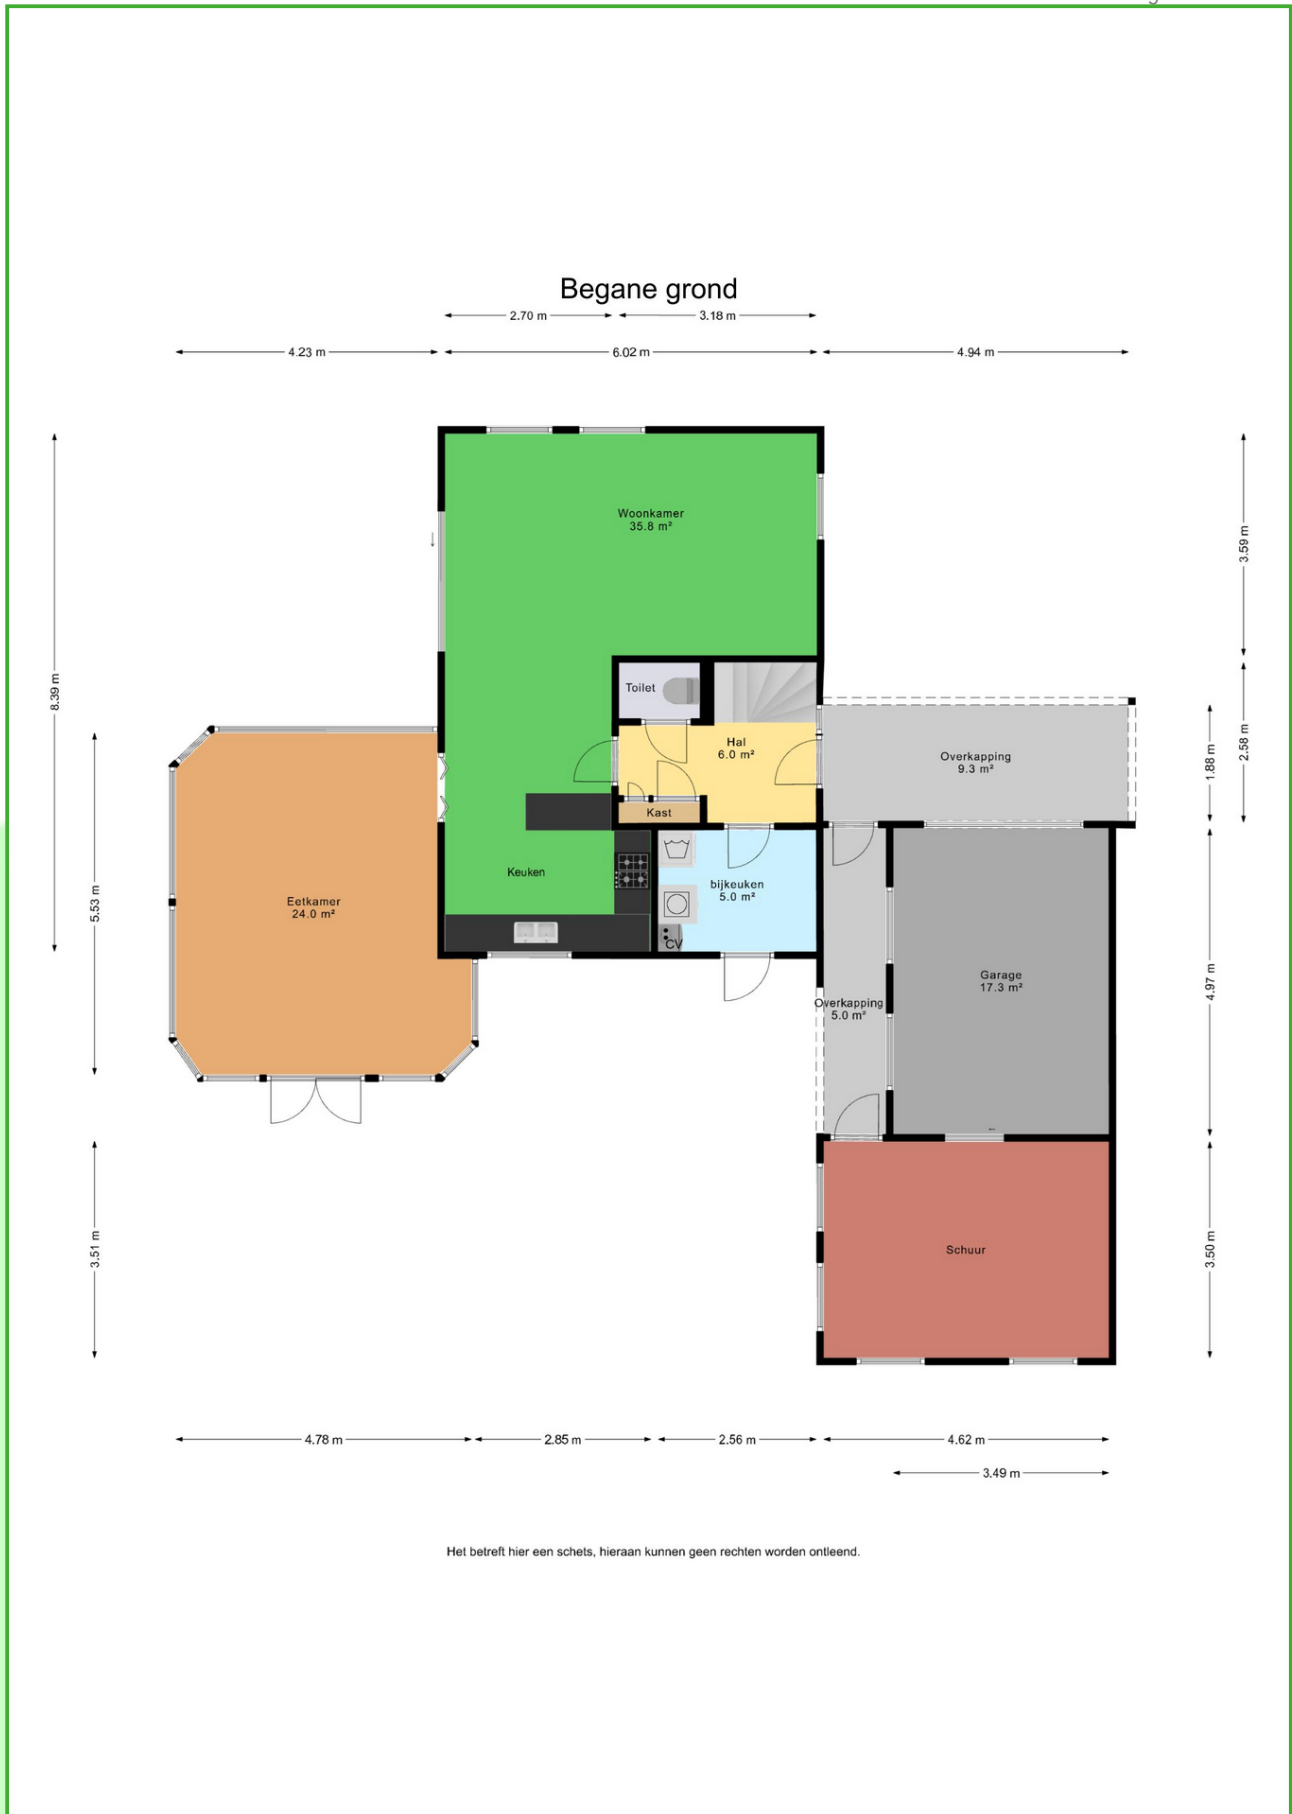 Begane grond
2.70 m
3.18 m
4.23 m
6.02 m
4.94 m
Woonkamer
35.8 m²
3.59 m
8.39 m
Toilet
Hal
6.0 m²
Overkapping
9.3 m²
1.88 m
2.58 m
Kast
Keuken
bijkeuken
5.0 m²
Eetkamer
24.0 m²
5.53 m
CV
Garage
17.3 m²
Overkapping
5.0 m²
4.97 m
Schuur
3.51 m
3.50 m
4.78 m
2.85 m
2.56 m
4.62 m
3.49 m
Het betreft hier een schets, hieraan kunnen geen rechten worden ontleend.